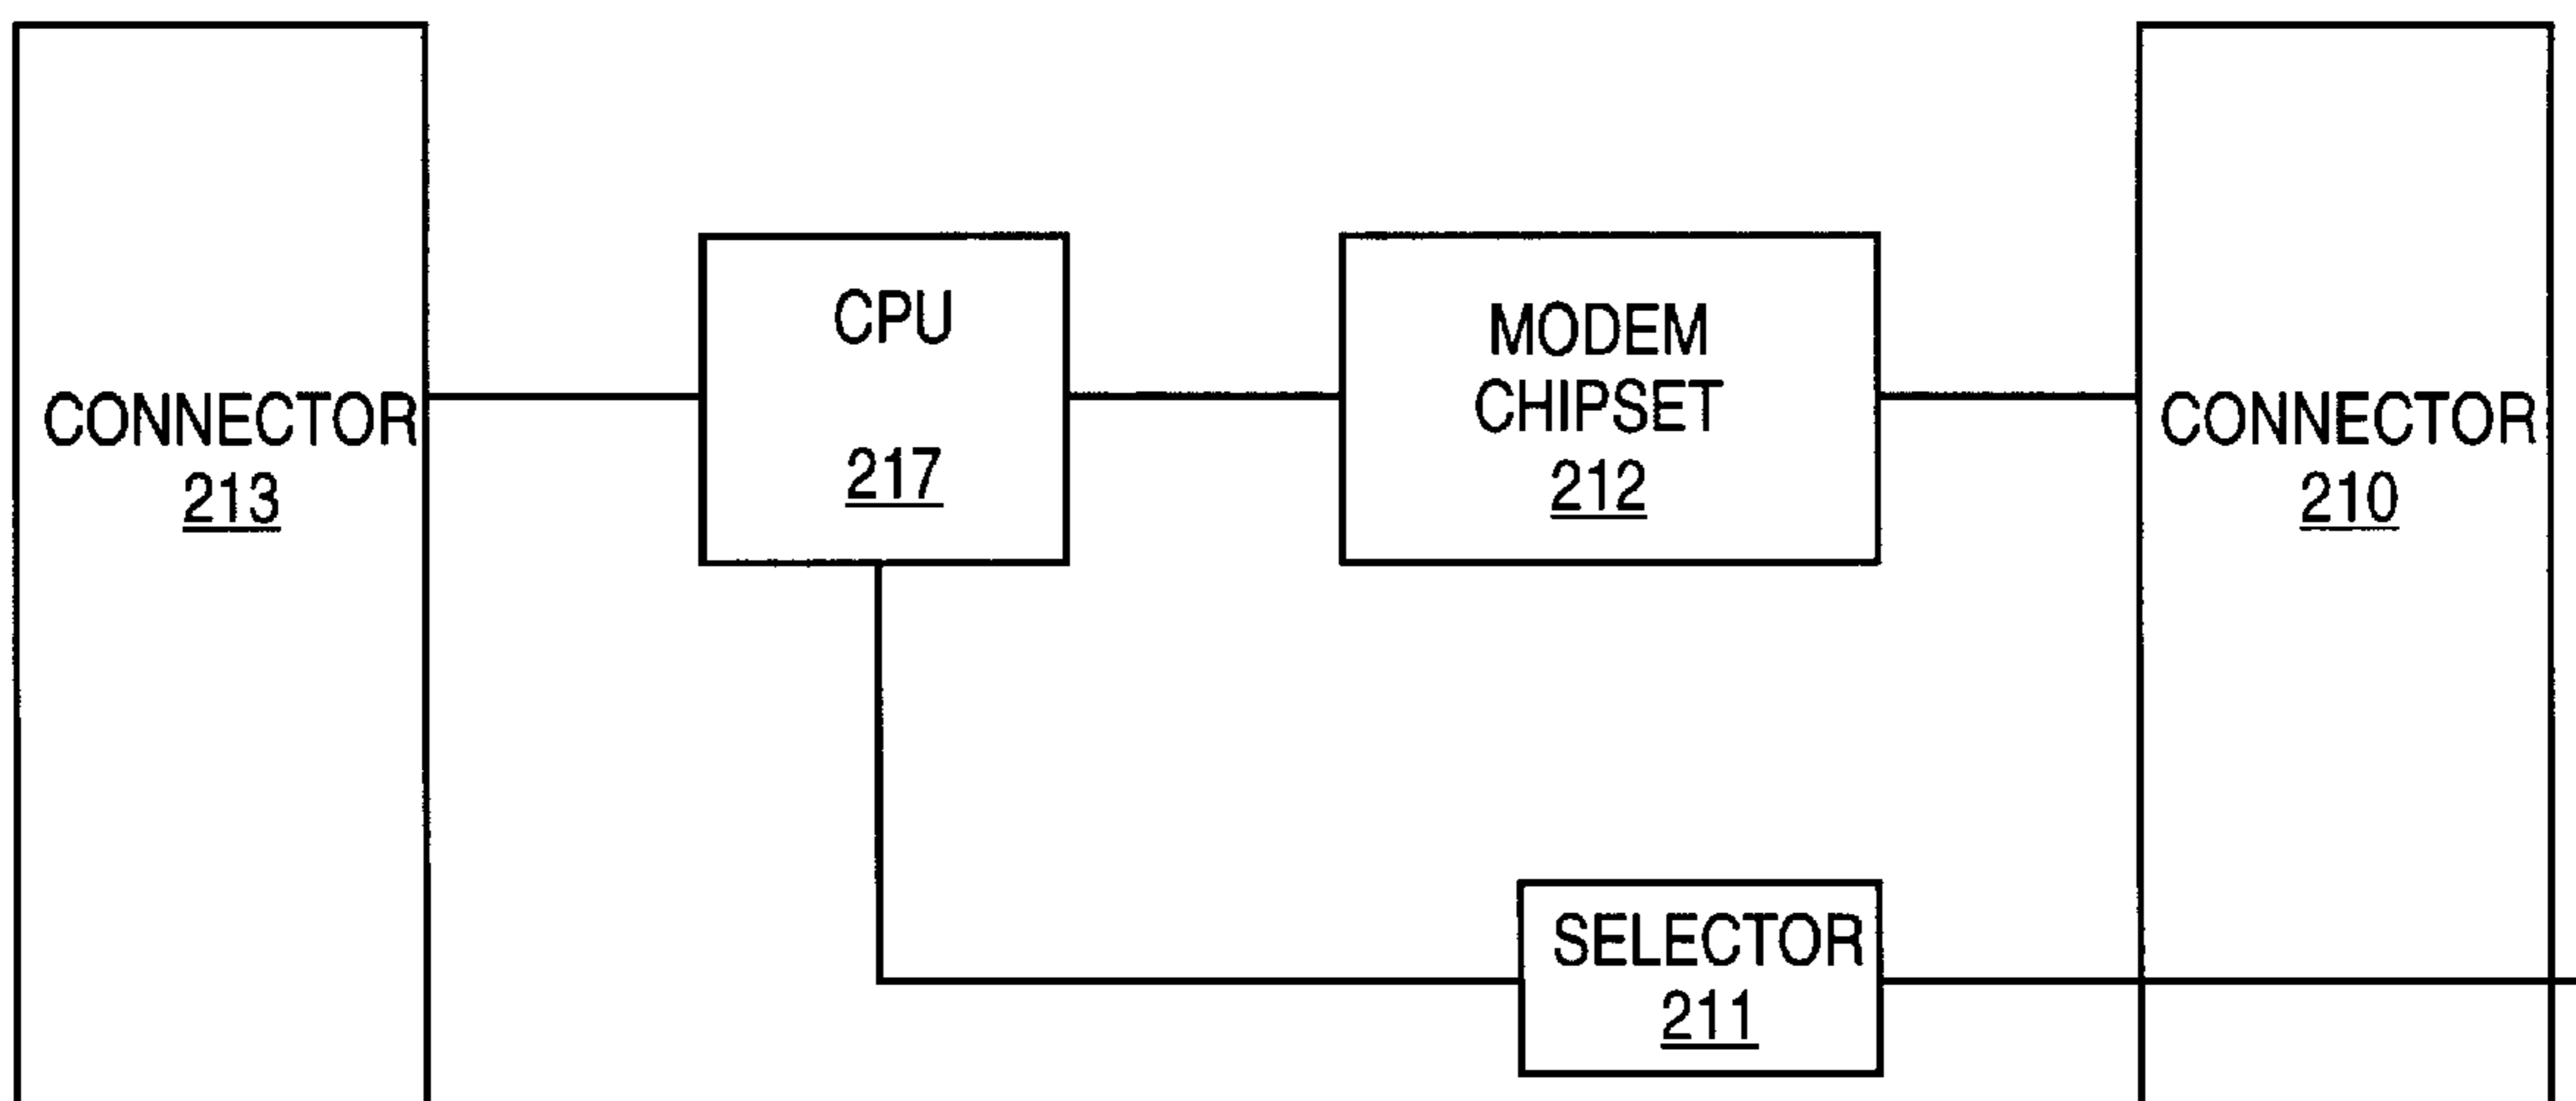 CONNECTOR
213
CPU
217
MODEM
CHIPSET
212
CONNECTOR
210
SELECTOR
211